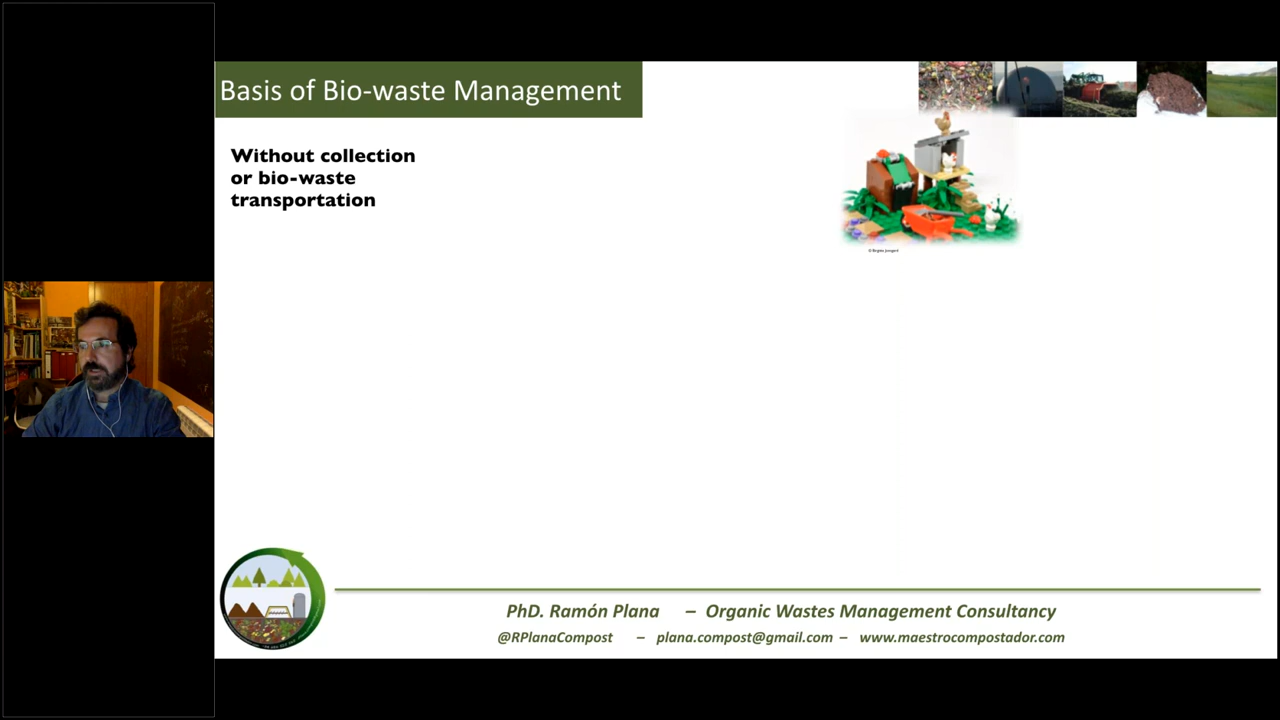 Basis of Bio-waste Management
Without collection
or bio-waste
transportation
PhD. Ramón Plana – Organic Wastes Management Consultancy
@RPlanaCompost – plana.compost@gmail.com – www.maestrocompostador.com